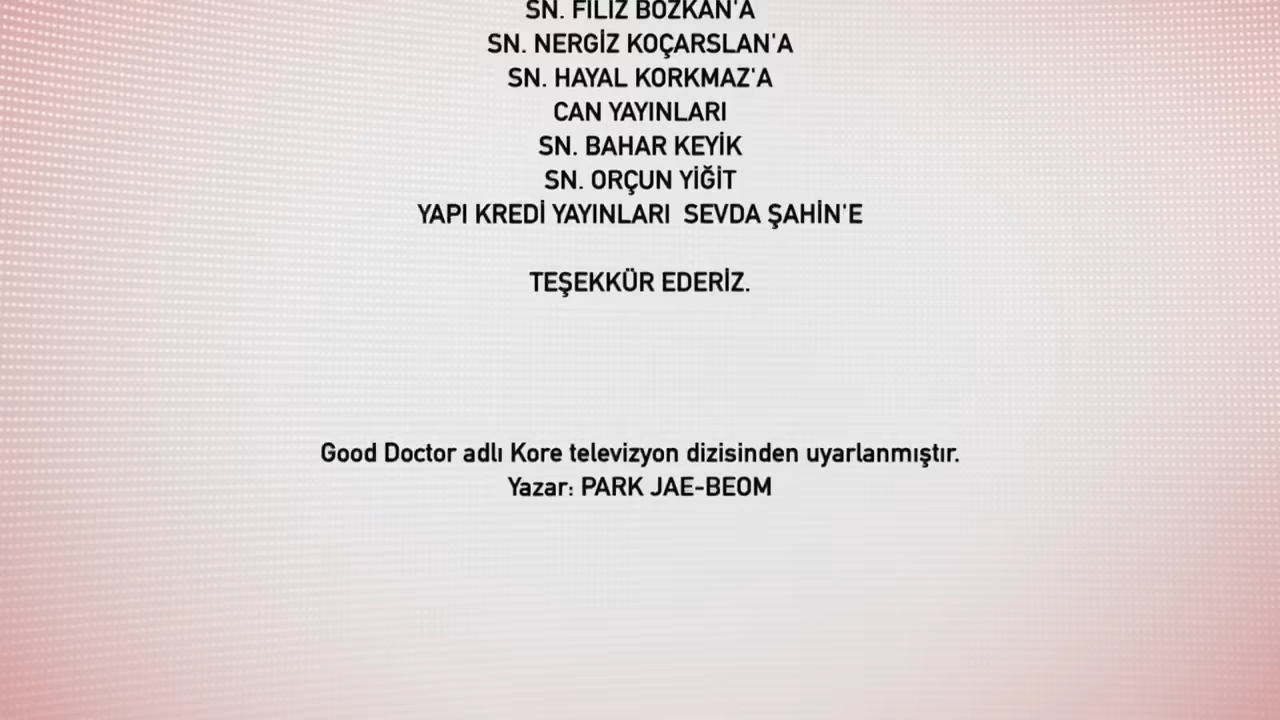 SN. FİLİZ BOZKAN'A
SN. NERGİZ KOÇARSLAN'A
SN. HAYAL KORKMAZ'A
CAN YAYINLARI
SN. BAHAR KEYİK
SN. ORÇUN YİĞİT
YAPI KREDİ YAYINLARI  SEVDA ŞAHİN'E
TEŞEKKÜR EDERİZ.
Good Doctor adlı Kore televizyon dizisinden uyarlanmıştır.
Yazar: PARK JAE-BEOM